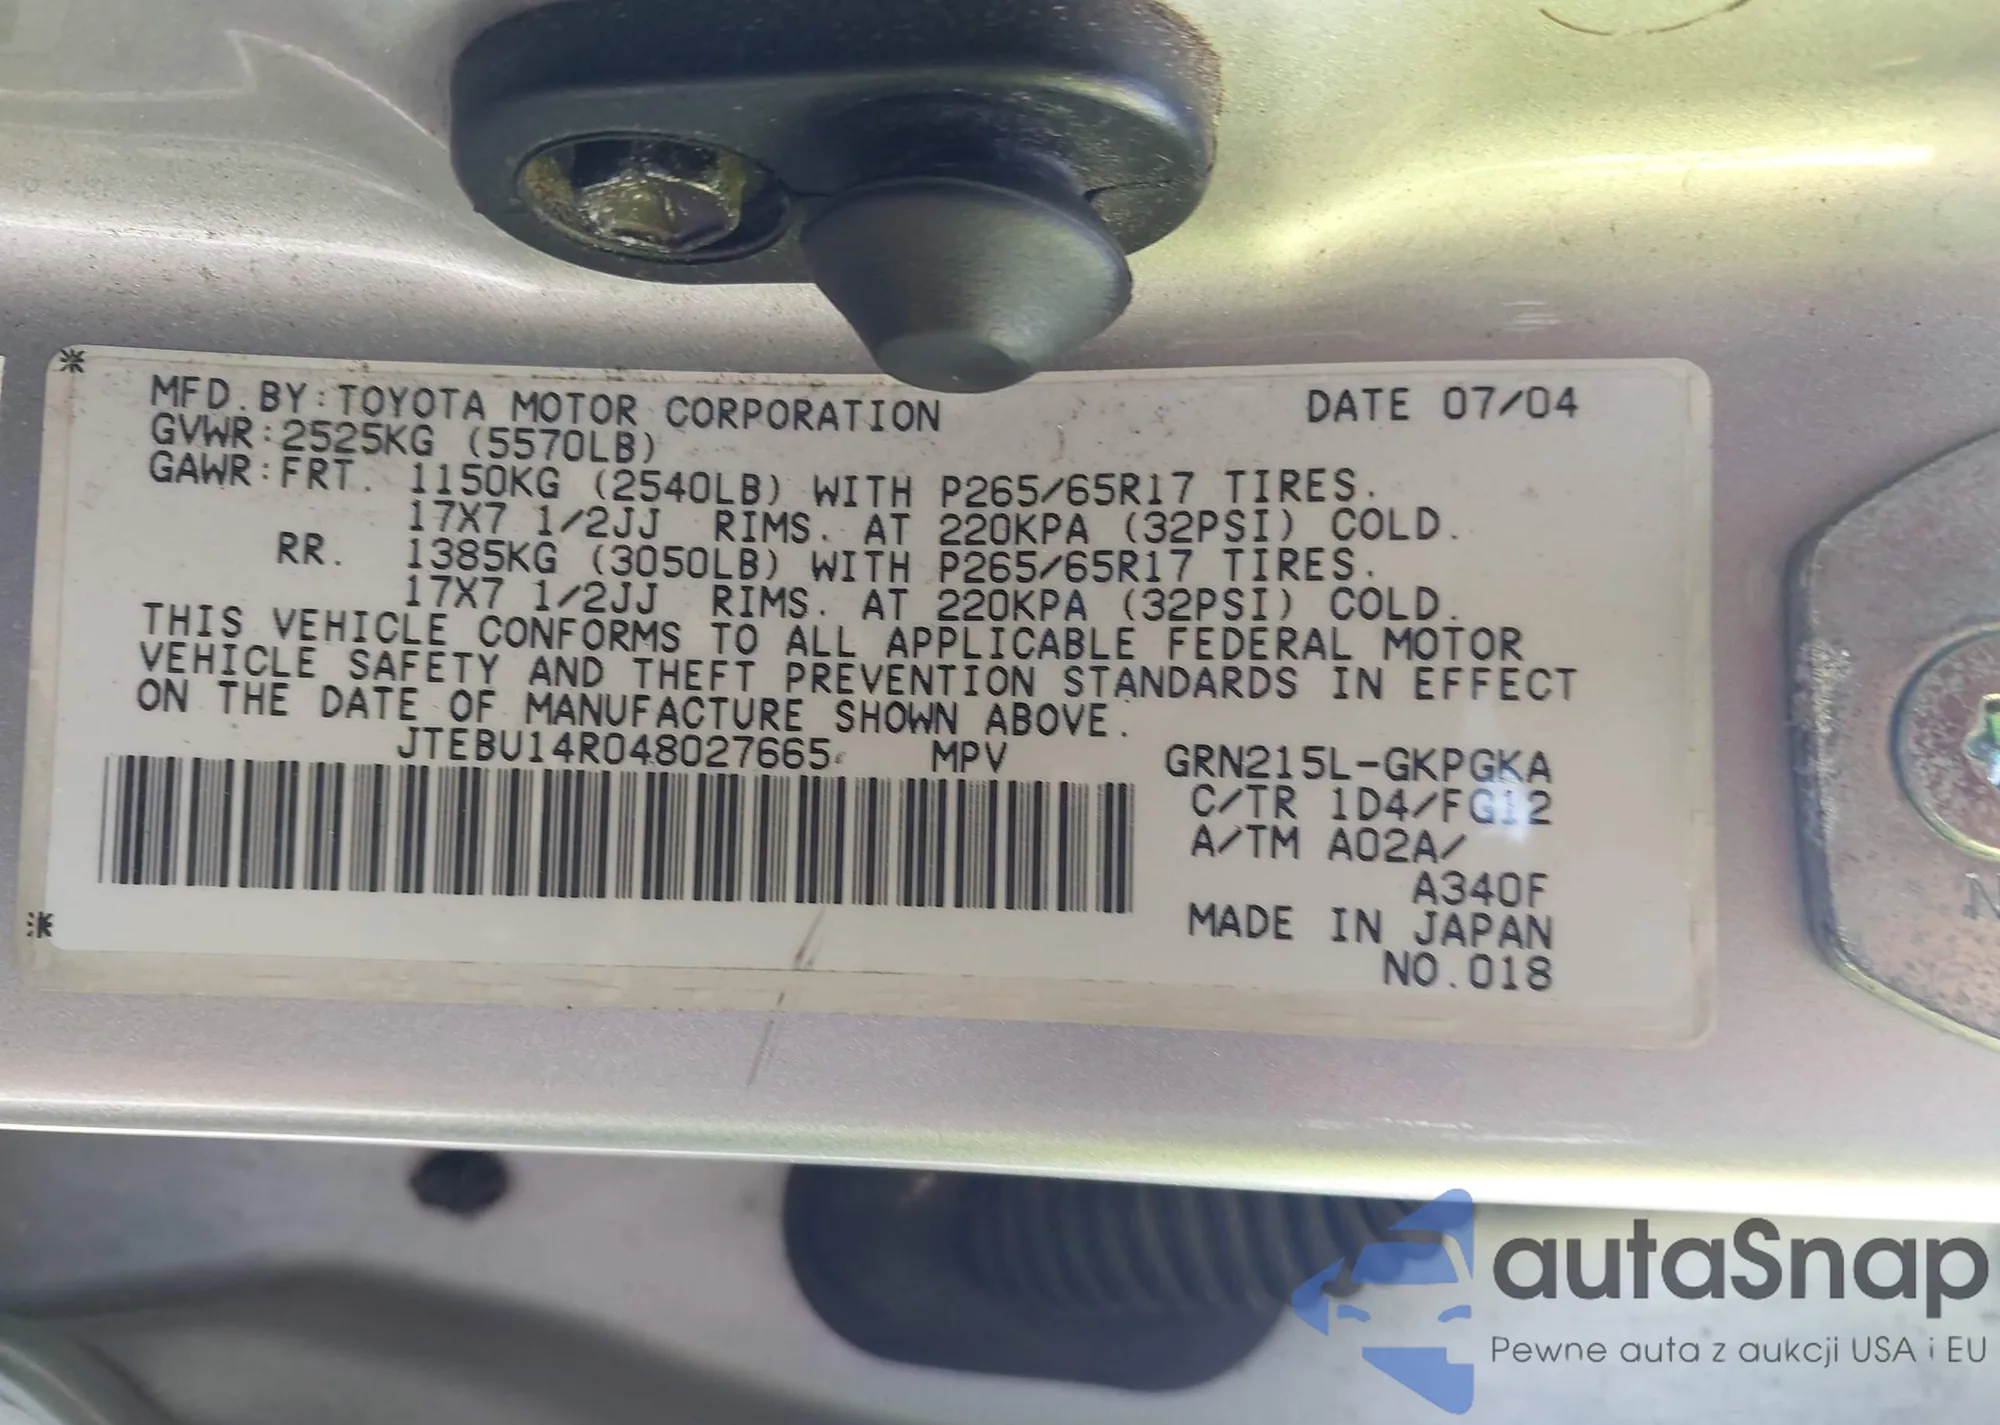 MFD.BY:TOYOTA MOTOR CORPORATION DATE 07/04
GVWR:2525KG (5570LB)
GAWR:FRT. 1150KG (2540LB) WITH P265/65R17 TIRES.
17X7 1/2JJ RIMS. AT 220KPA (32PSI) COLD.
RR. 1385KG (3050LB) WITH P265/65R17 TIRES.
17X7 1/2JJ RIMS. AT 220KPA (32PSI) COLD.
THIS VEHICLE CONFORMS TO ALL APPLICABLE FEDERAL MOTOR
VEHICLE SAFETY AND THEFT PREVENTION STANDARDS IN EFFECT
ON THE DATE OF MANUFACTURE SHOWN ABOVE.
JTEBU14R048027665 MPV GRN215L-GKPGKA
C/TR 1D4/FG12
A/TM A02A/
A340F
MADE IN JAPAN
NO.018
autaSnap
Pewne auta z aukcji USA i EU